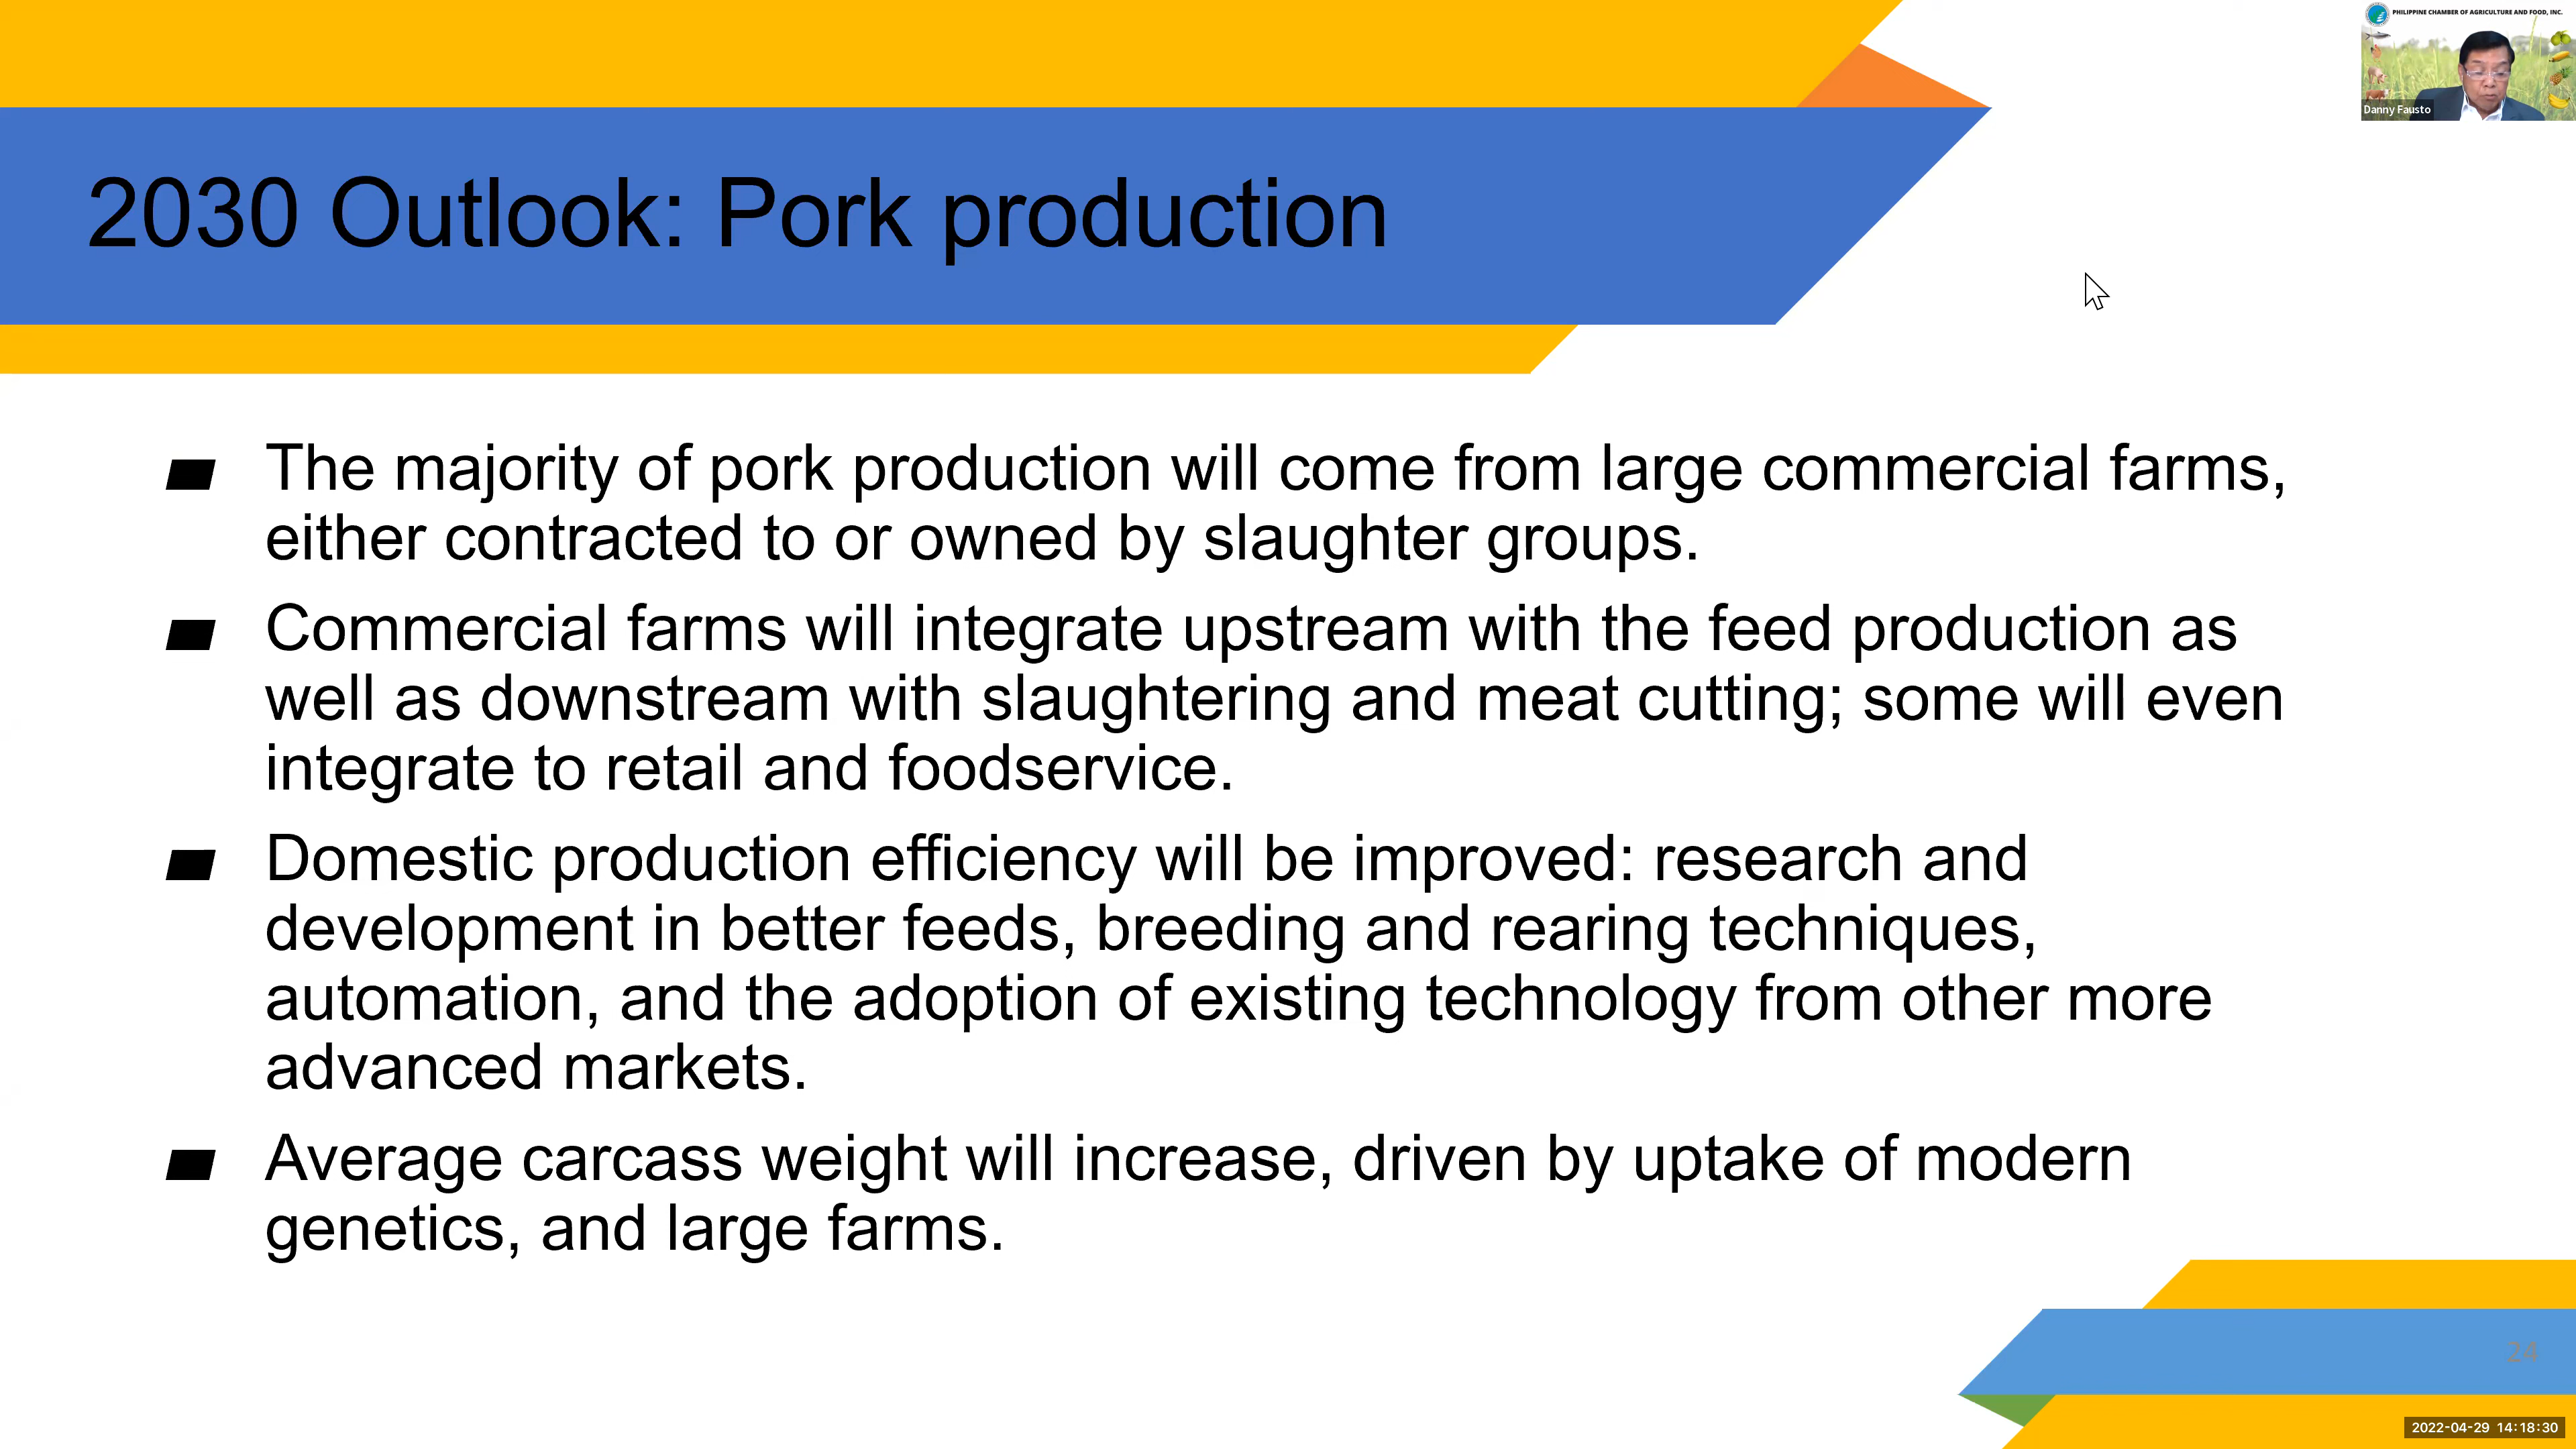 PHILIPPINE CHAMBER OF AGRICULTURE AND FOOD, INC.
Danny Fausto
2030 Outlook: Pork production
The majority of pork production will come from large commercial farms,
either contracted to or owned by slaughter groups.
Commercial farms will integrate upstream with the feed production as
well as downstream with slaughtering and meat cutting; some will even
integrate to retail and foodservice.
Domestic production efficiency will be improved: research and
development in better feeds, breeding and rearing techniques,
automation, and the adoption of existing technology from other more
advanced markets.
Average carcass weight will increase, driven by uptake of modern
genetics, and large farms.
24
2022-04-29 14:18:30